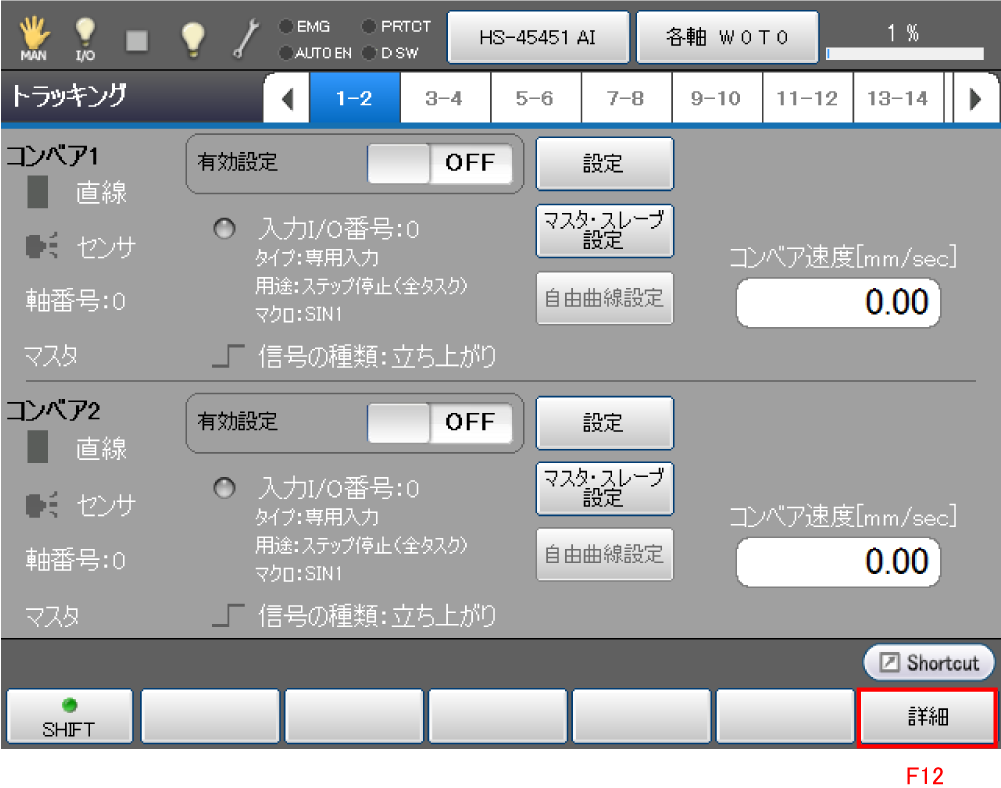 MAN I/O EMG PRTCT AUTO EN D SW HS-45451 AI 各軸 W0T0 1 %
トラッキング 1-2 3-4 5-6 7-8 9-10 11-12 13-14
コンベア1 有効設定 OFF 設定
直線
入力I/O番号:0 マスタ・スレーブ
設定
センサ タイプ:専用入力 コンベア速度[mm/sec]
用途:ステップ停止(全タスク)
軸番号:0 自由曲線設定 0.00
マクロ:SIN1
マスタ 信号の種類:立ち上がり
コンベア2 有効設定 OFF 設定
直線
入力I/O番号:0 マスタ・スレーブ
設定
センサ タイプ:専用入力 コンベア速度[mm/sec]
用途:ステップ停止(全タスク)
軸番号:0 自由曲線設定 0.00
マクロ:SIN1
マスタ 信号の種類:立ち上がり
Shortcut
SHIFT 詳細
F12